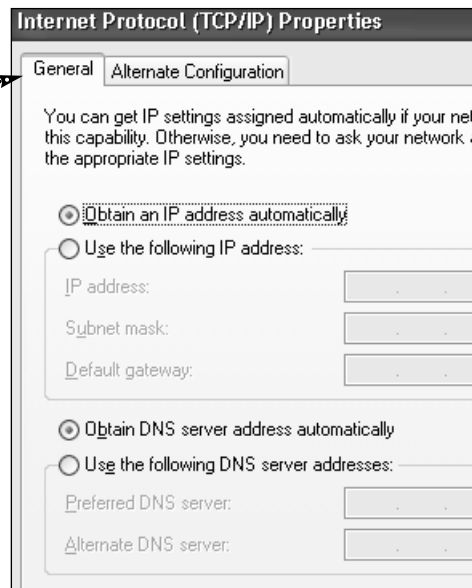 Internet Protocol (TCP/IP) Properties
General
Alternate Configuration
You can get IP settings assigned automatically if your net
this capability. Otherwise, you need to ask your network
the appropriate IP settings.
Obtain an IP address automatically
Use the following IP address:
IP address:
Subnet mask:
Default gateway:
Obtain DNS server address automatically
Use the following DNS server addresses:
Preferred DNS server:
Alternate DNS server: